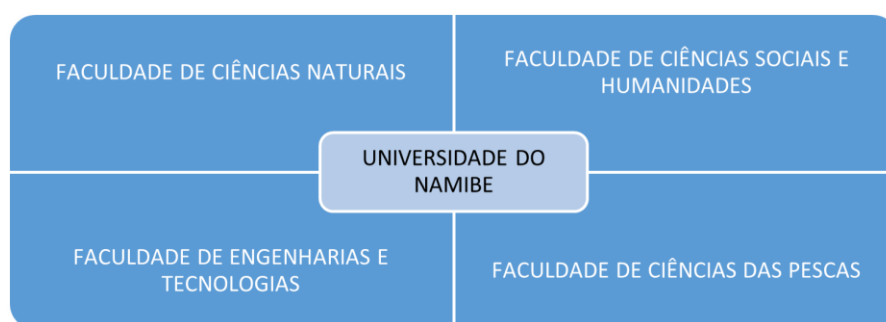 FACULDADE DE CIÊNCIAS NATURAIS
FACULDADE DE CIÊNCIAS SOCIAIS E
HUMANIDADES
UNIVERSIDADE DO
NAMIBE
FACULDADE DE ENGENHARIAS E
TECNOLOGIAS
FACULDADE DE CIÊNCIAS DAS PESCAS